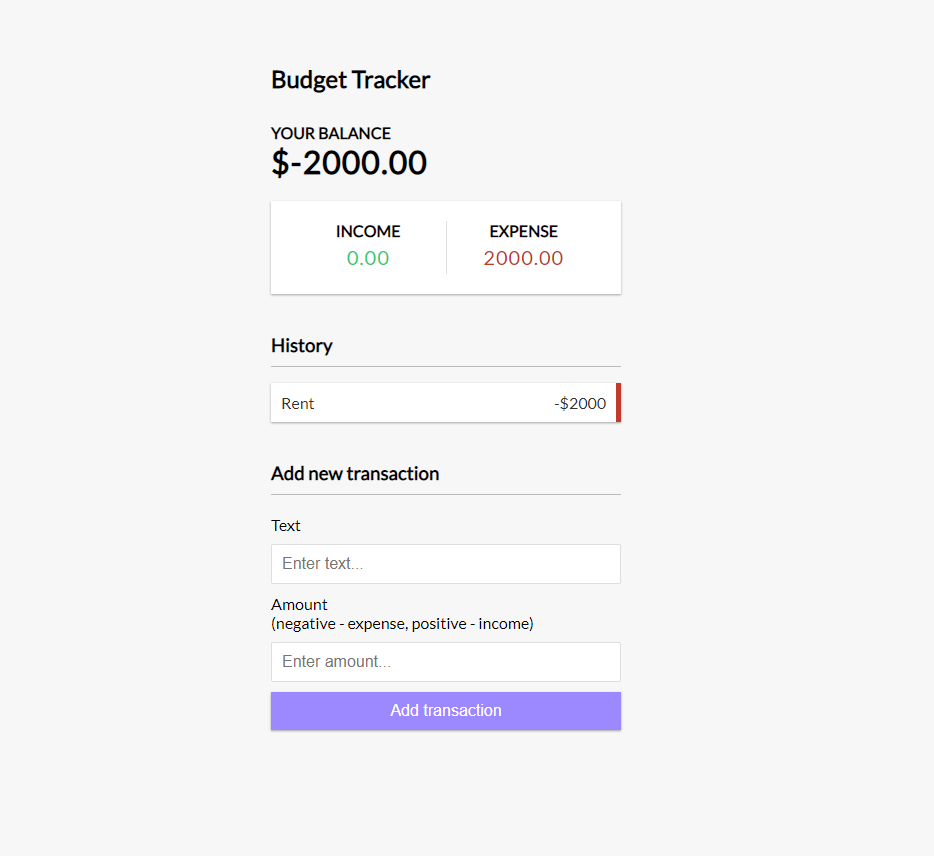 Budget Tracker
YOUR BALANCE
$-2000.00
INCOME EXPENSE
0.00 2000.00
History
Rent -$2000
Add new transaction
Text
Enter text...
Amount
(negative - expense, positive - income)
Enter amount...
Add transaction